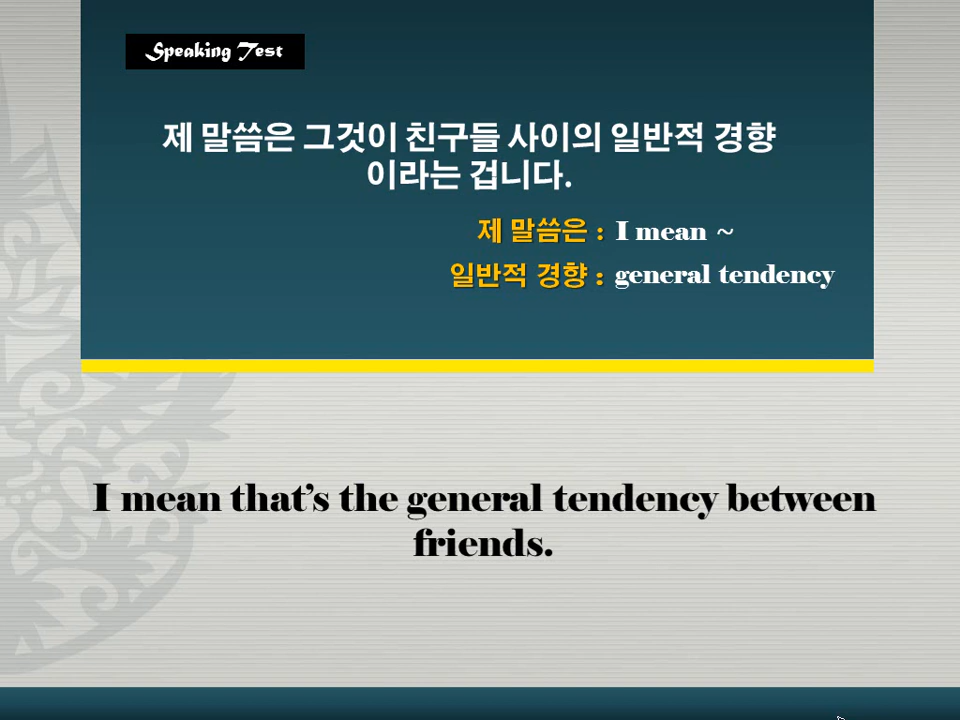 Speaking Test
제 말씀은 그것이 친구들 사이의 일반적 경향
이라는 겁니다.
제 말씀은 : I mean ~
일반적 경향 : general tendency
I mean that’s the general tendency between
friends.